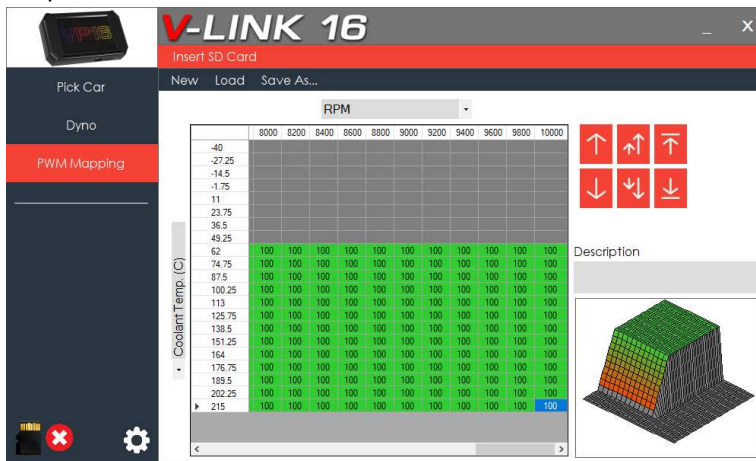 VP16
V-LINK 16
_ X
Insert SD Card
New Load Save As...
Pick Car
Dyno
PWM Mapping
RPM
8000 8200 8400 8600 8800 9000 9200 9400 9600 9800 10000
-40
-27.25
-14.5
-1.75
11
23.75
36.5
49.25
62 100 100 100 100 100 100 100 100 100 100 100
74.75 100 100 100 100 100 100 100 100 100 100 100
87.5 100 100 100 100 100 100 100 100 100 100 100
100.25 100 100 100 100 100 100 100 100 100 100 100
113 100 100 100 100 100 100 100 100 100 100 100
125.75 100 100 100 100 100 100 100 100 100 100 100
138.5 100 100 100 100 100 100 100 100 100 100 100
151.25 100 100 100 100 100 100 100 100 100 100 100
164 100 100 100 100 100 100 100 100 100 100 100
176.75 100 100 100 100 100 100 100 100 100 100 100
189.5 100 100 100 100 100 100 100 100 100 100 100
202.25 100 100 100 100 100 100 100 100 100 100 100
215 100 100 100 100 100 100 100 100 100 100 100
Coolant Temp. (C)
Description